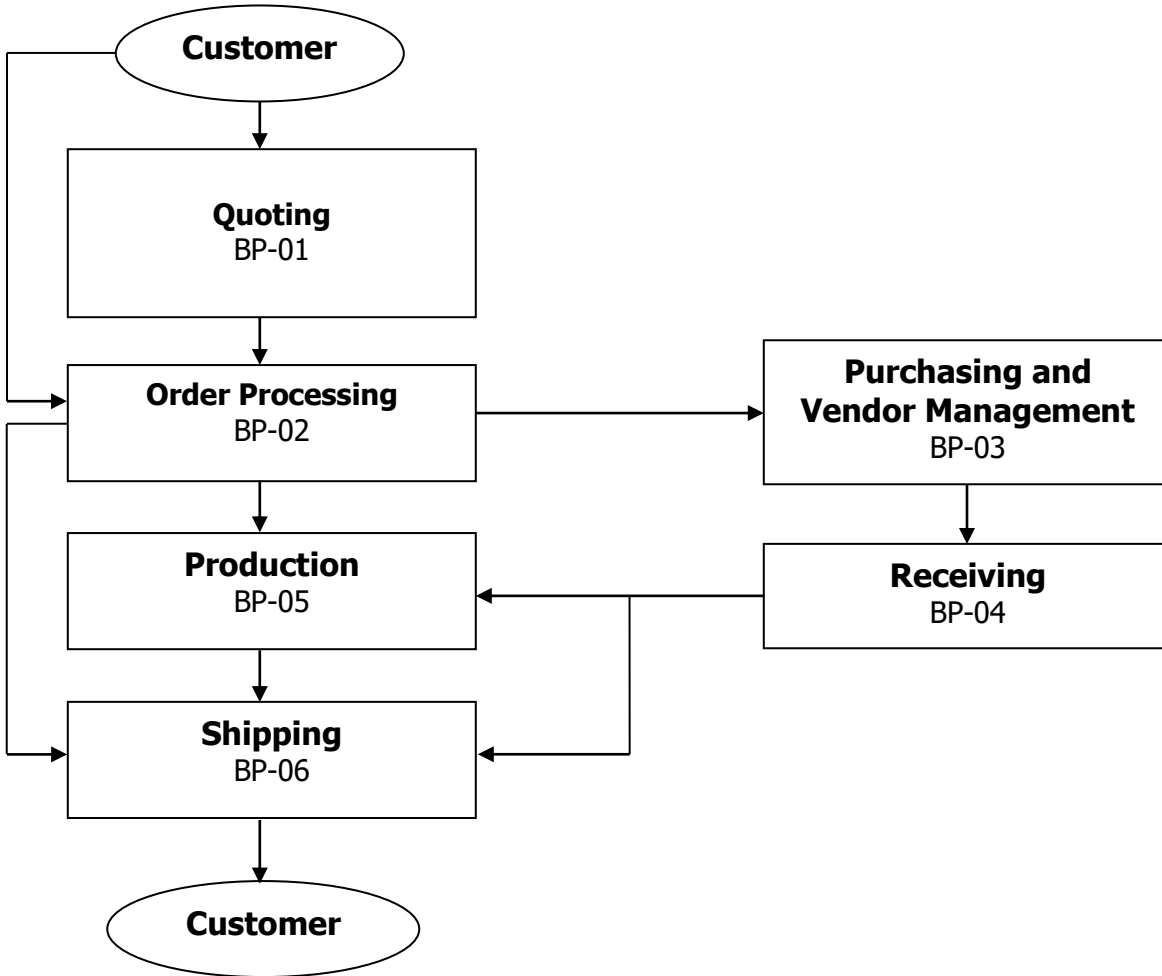 Customer
Quoting
BP-01
Order Processing
BP-02
Purchasing and
Vendor Management
BP-03
Production
BP-05
Receiving
BP-04
Shipping
BP-06
Customer